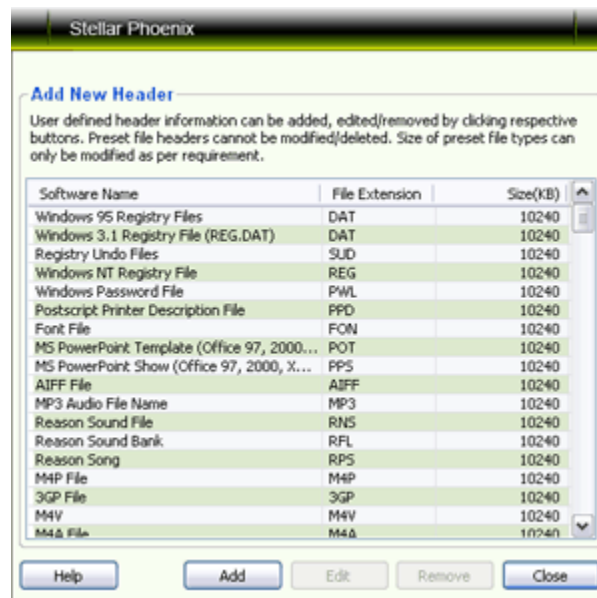 Stellar Phoenix
Add New Header
User defined header information can be added, edited/removed by clicking respective
buttons. Preset file headers cannot be modified/deleted. Size of preset file types can
only be modified as per requirement.
Software Name File Extension Size(KB)
Windows 95 Registry Files DAT 10240
Windows 3.1 Registry File (REG.DAT) DAT 10240
Registry Undo Files SUD 10240
Windows NT Registry File REG 10240
Windows Password File PWL 10240
Postscript Printer Description File PPD 10240
Font File FON 10240
MS PowerPoint Template (Office 97, 2000... POT 10240
MS PowerPoint Show (Office 97, 2000, X... PPS 10240
AIFF File AIFF 10240
MP3 Audio File Name MP3 10240
Reason Sound File RNS 10240
Reason Sound Bank RFL 10240
Reason Song RPS 10240
M4P File M4P 10240
3GP File 3GP 10240
M4V M4V 10240
M4A File M4A 10240
Help Add Edit Remove Close